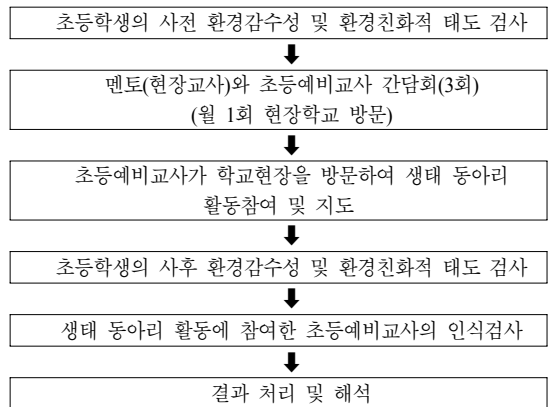 초등학생의 사전 환경감수성 및 환경친화적 태도 검사
멘토(현장교사)와 초등예비교사 간담회(3회)
(월 1회 현장학교 방문)
초등예비교사가 학교현장을 방문하여 생태 동아리
활동참여 및 지도
초등학생의 사후 환경감수성 및 환경친화적 태도 검사
생태 동아리 활동에 참여한 초등예비교사의 인식검사
결과 처리 및 해석